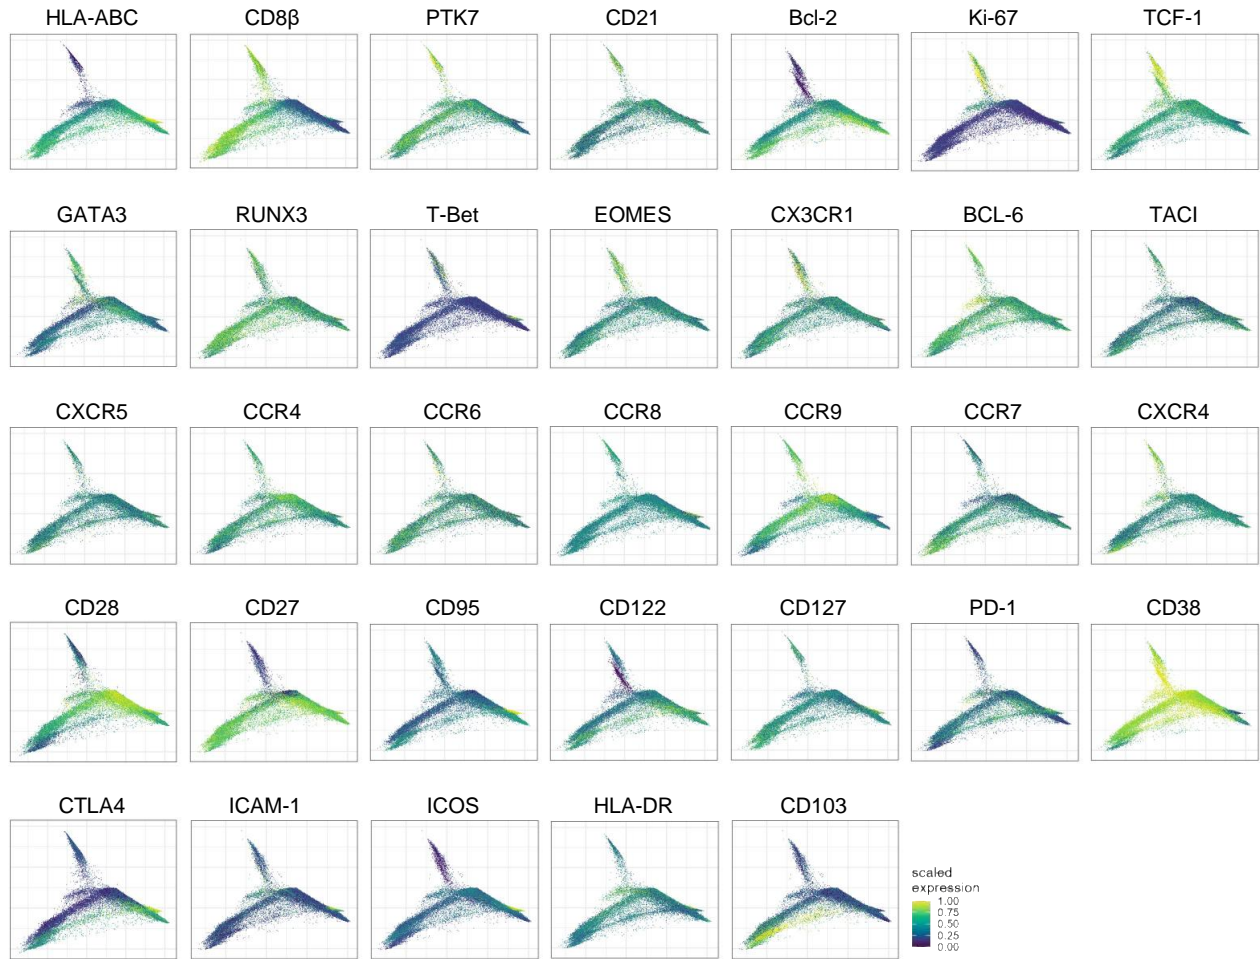 HLA-ABC CD8β PTK7 CD21 Bcl-2 Ki-67 TCF-1
GATA3 RUNX3 T-Bet EOMES CX3CR1 BCL-6 TACI
CXCR5 CCR4 CCR6 CCR8 CCR9 CCR7 CXCR4
CD28 CD27 CD95 CD122 CD127 PD-1 CD38
CTLA4 ICAM-1 ICOS HLA-DR CD103
scaled
expression
1.00
0.75
0.50
0.25
0.00